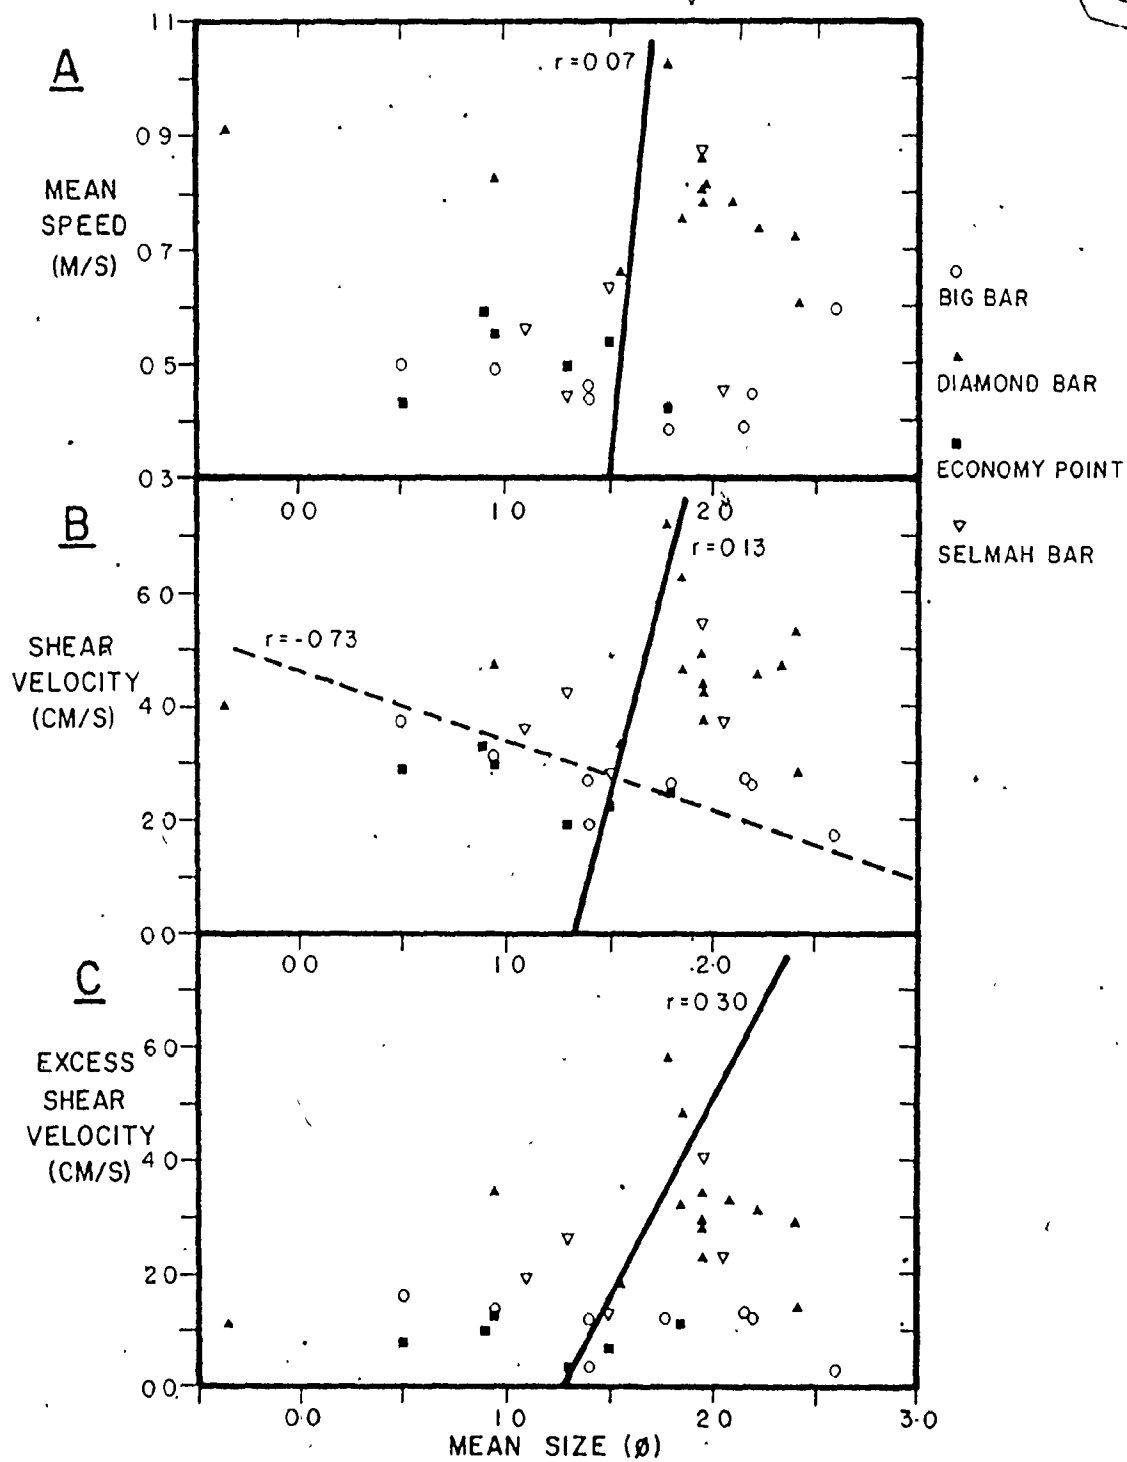 A
MEAN
SPEED
(M/S)
1 1
0 9
0 7
0 5
0 3
r = 0 07
0 0
1 0
2 0
BIG BAR
DIAMOND BAR
ECONOMY POINT
SELMAH BAR
B
SHEAR
VELOCITY
(CM/S)
6 0
4 0
2 0
0 0
r = 0 13
r = -0 73
0 0
1 0
2 0
C
EXCESS
SHEAR
VELOCITY
(CM/S)
6 0
4 0
2 0
0 0
r = 0 30
0·0
1 0
2 0
3·0
MEAN SIZE (ø)